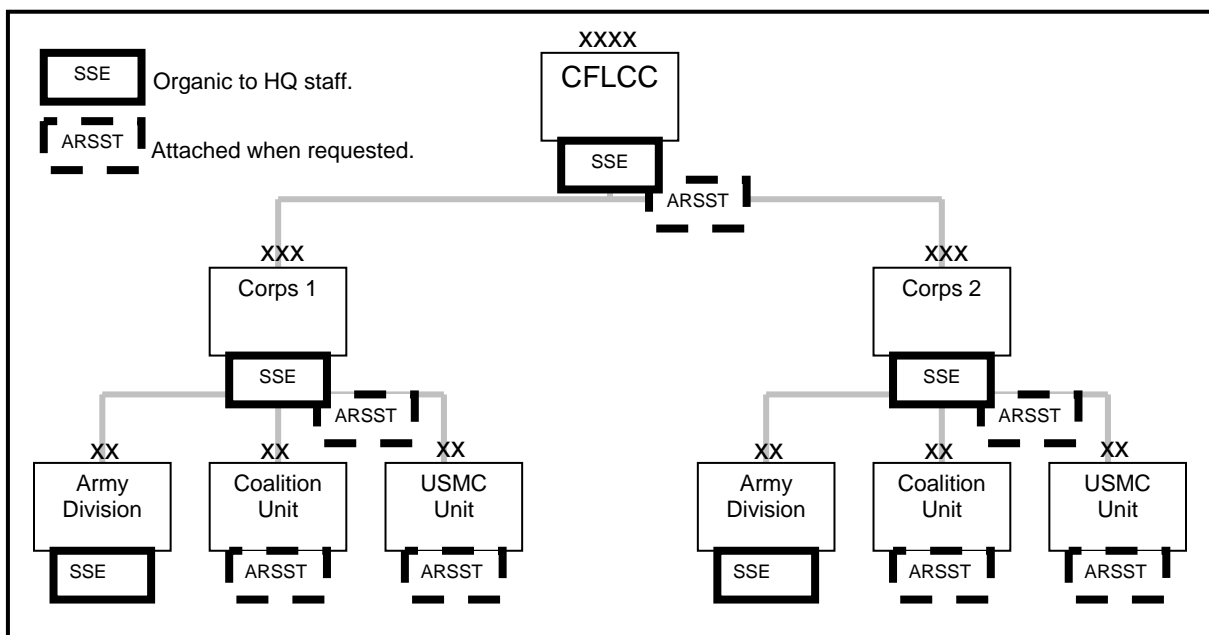 SSE
Organic to HQ staff.
ARSST
Attached when requested.
XXXX
CFLCC
SSE
ARSST
XXX
Corps 1
SSE
ARSST
XXX
Corps 2
SSE
ARSST
XX
Army
Division
SSE
XX
Coalition
Unit
ARSST
XX
USMC
Unit
ARSST
XX
Army
Division
SSE
XX
Coalition
Unit
ARSST
XX
USMC
Unit
ARSST